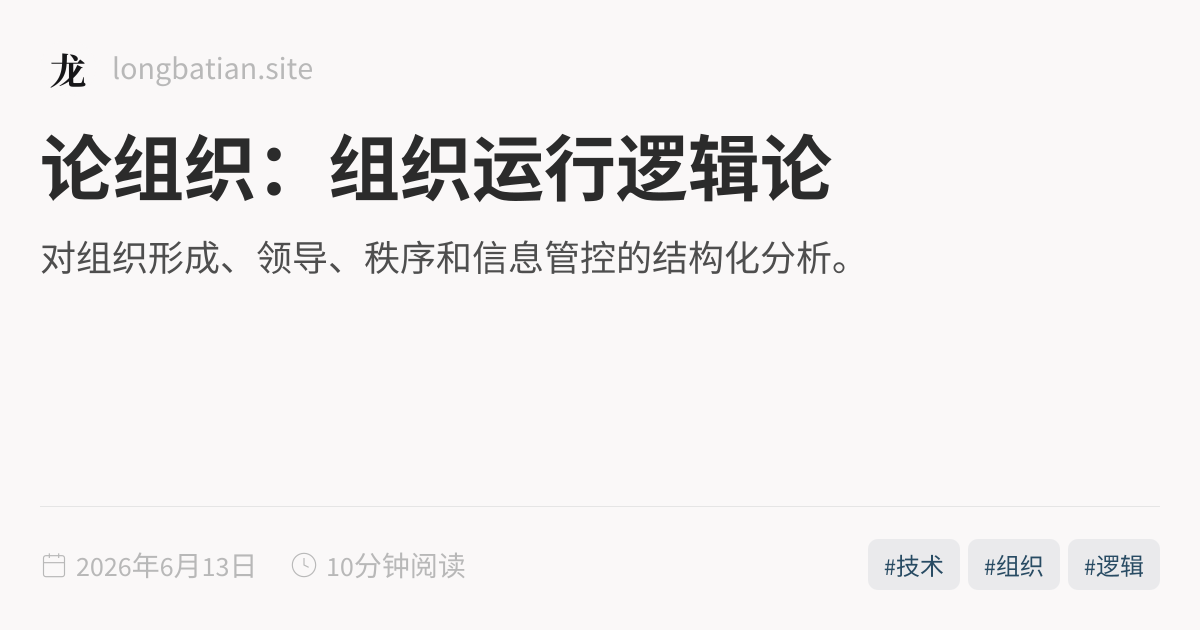 龙 longbatian.site
论组织：组织运行逻辑论
对组织形成、领导、秩序和信息管控的结构化分析。
2026年6月13日 10分钟阅读 #技术 #组织 #逻辑